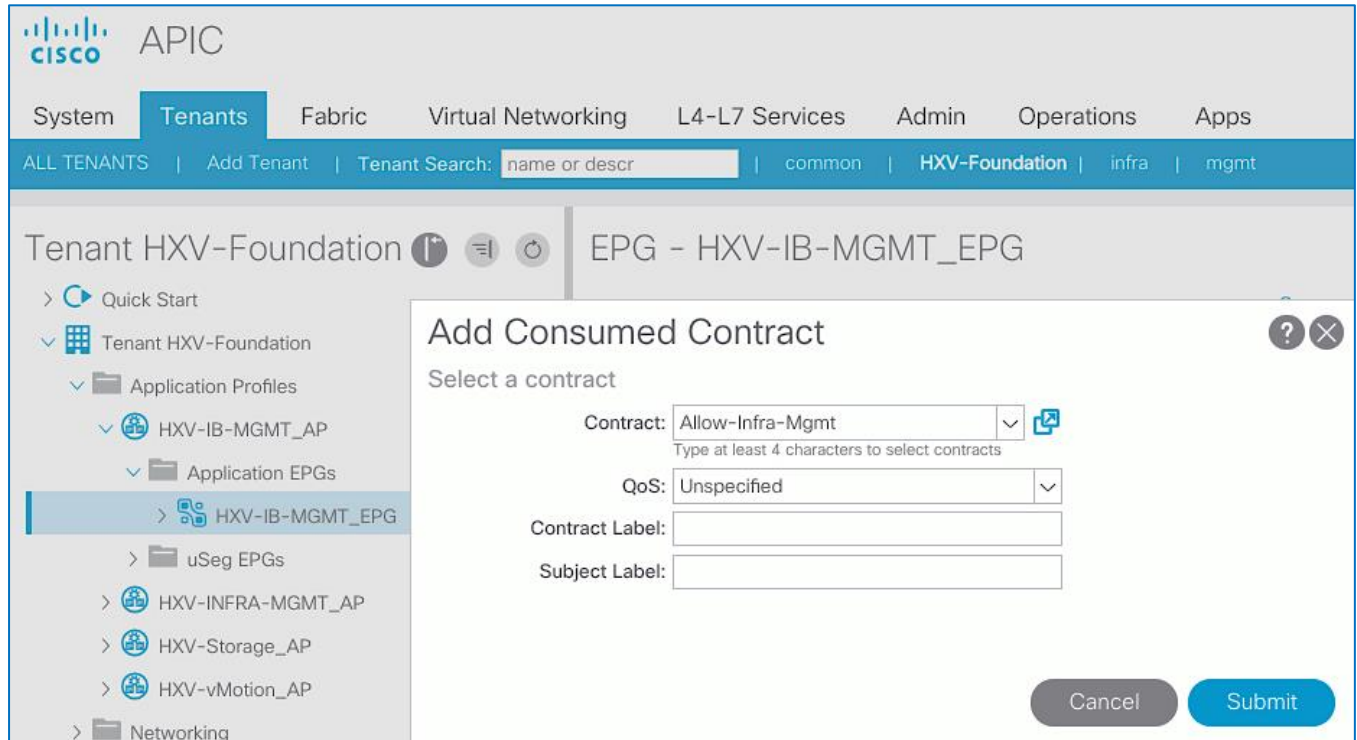 CISCO APIC
System Tenants Fabric Virtual Networking L4-L7 Services Admin Operations Apps
ALL TENANTS | Add Tenant | Tenant Search: name or descr | common | HXV-Foundation | infra | mgmt
Tenant HXV-Foundation
Quick Start
Tenant HXV-Foundation
Application Profiles
HXV-IB-MGMT_AP
Application EPGs
HXV-IB-MGMT_EPG
uSeg EPGs
HXV-INFRA-MGMT_AP
HXV-Storage_AP
HXV-vMotion_AP
Networking
EPG - HXV-IB-MGMT_EPG
Add Consumed Contract
Select a contract
Contract: Allow-Infra-Mgmt
Type at least 4 characters to select contracts
QoS: Unspecified
Contract Label:
Subject Label:
Cancel Submit